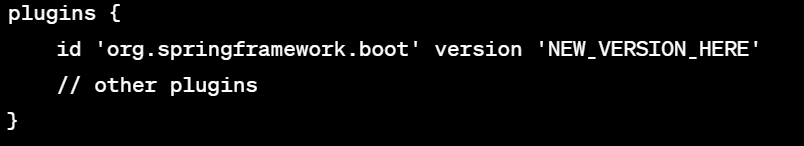 plugins {
    id 'org.springframework.boot' version 'NEW_VERSION_HERE'
    // other plugins
}